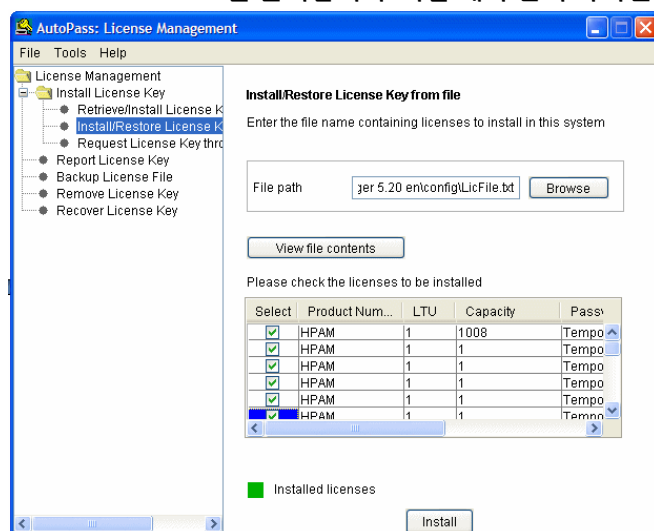 AutoPass: License Management
File Tools Help
License Management
Install License Key
Retrieve/Install License K
Install/Restore License K
Request License Key thro
Report License Key
Backup License File
Remove License Key
Recover License Key
Install/Restore License Key from file
Enter the file name containing licenses to install in this system
File path ger 5.20 en\config\LicFile.txt Browse
View file contents
Please check the licenses to be installed
Select Product Num... LTU Capacity Passw
HPAM 1 1008 Tempo
HPAM 1 1 Tempo
HPAM 1 1 Tempo
HPAM 1 1 Tempo
HPAM 1 1 Tempo
HPAM 1 1 Tempo
Installed licenses
Install